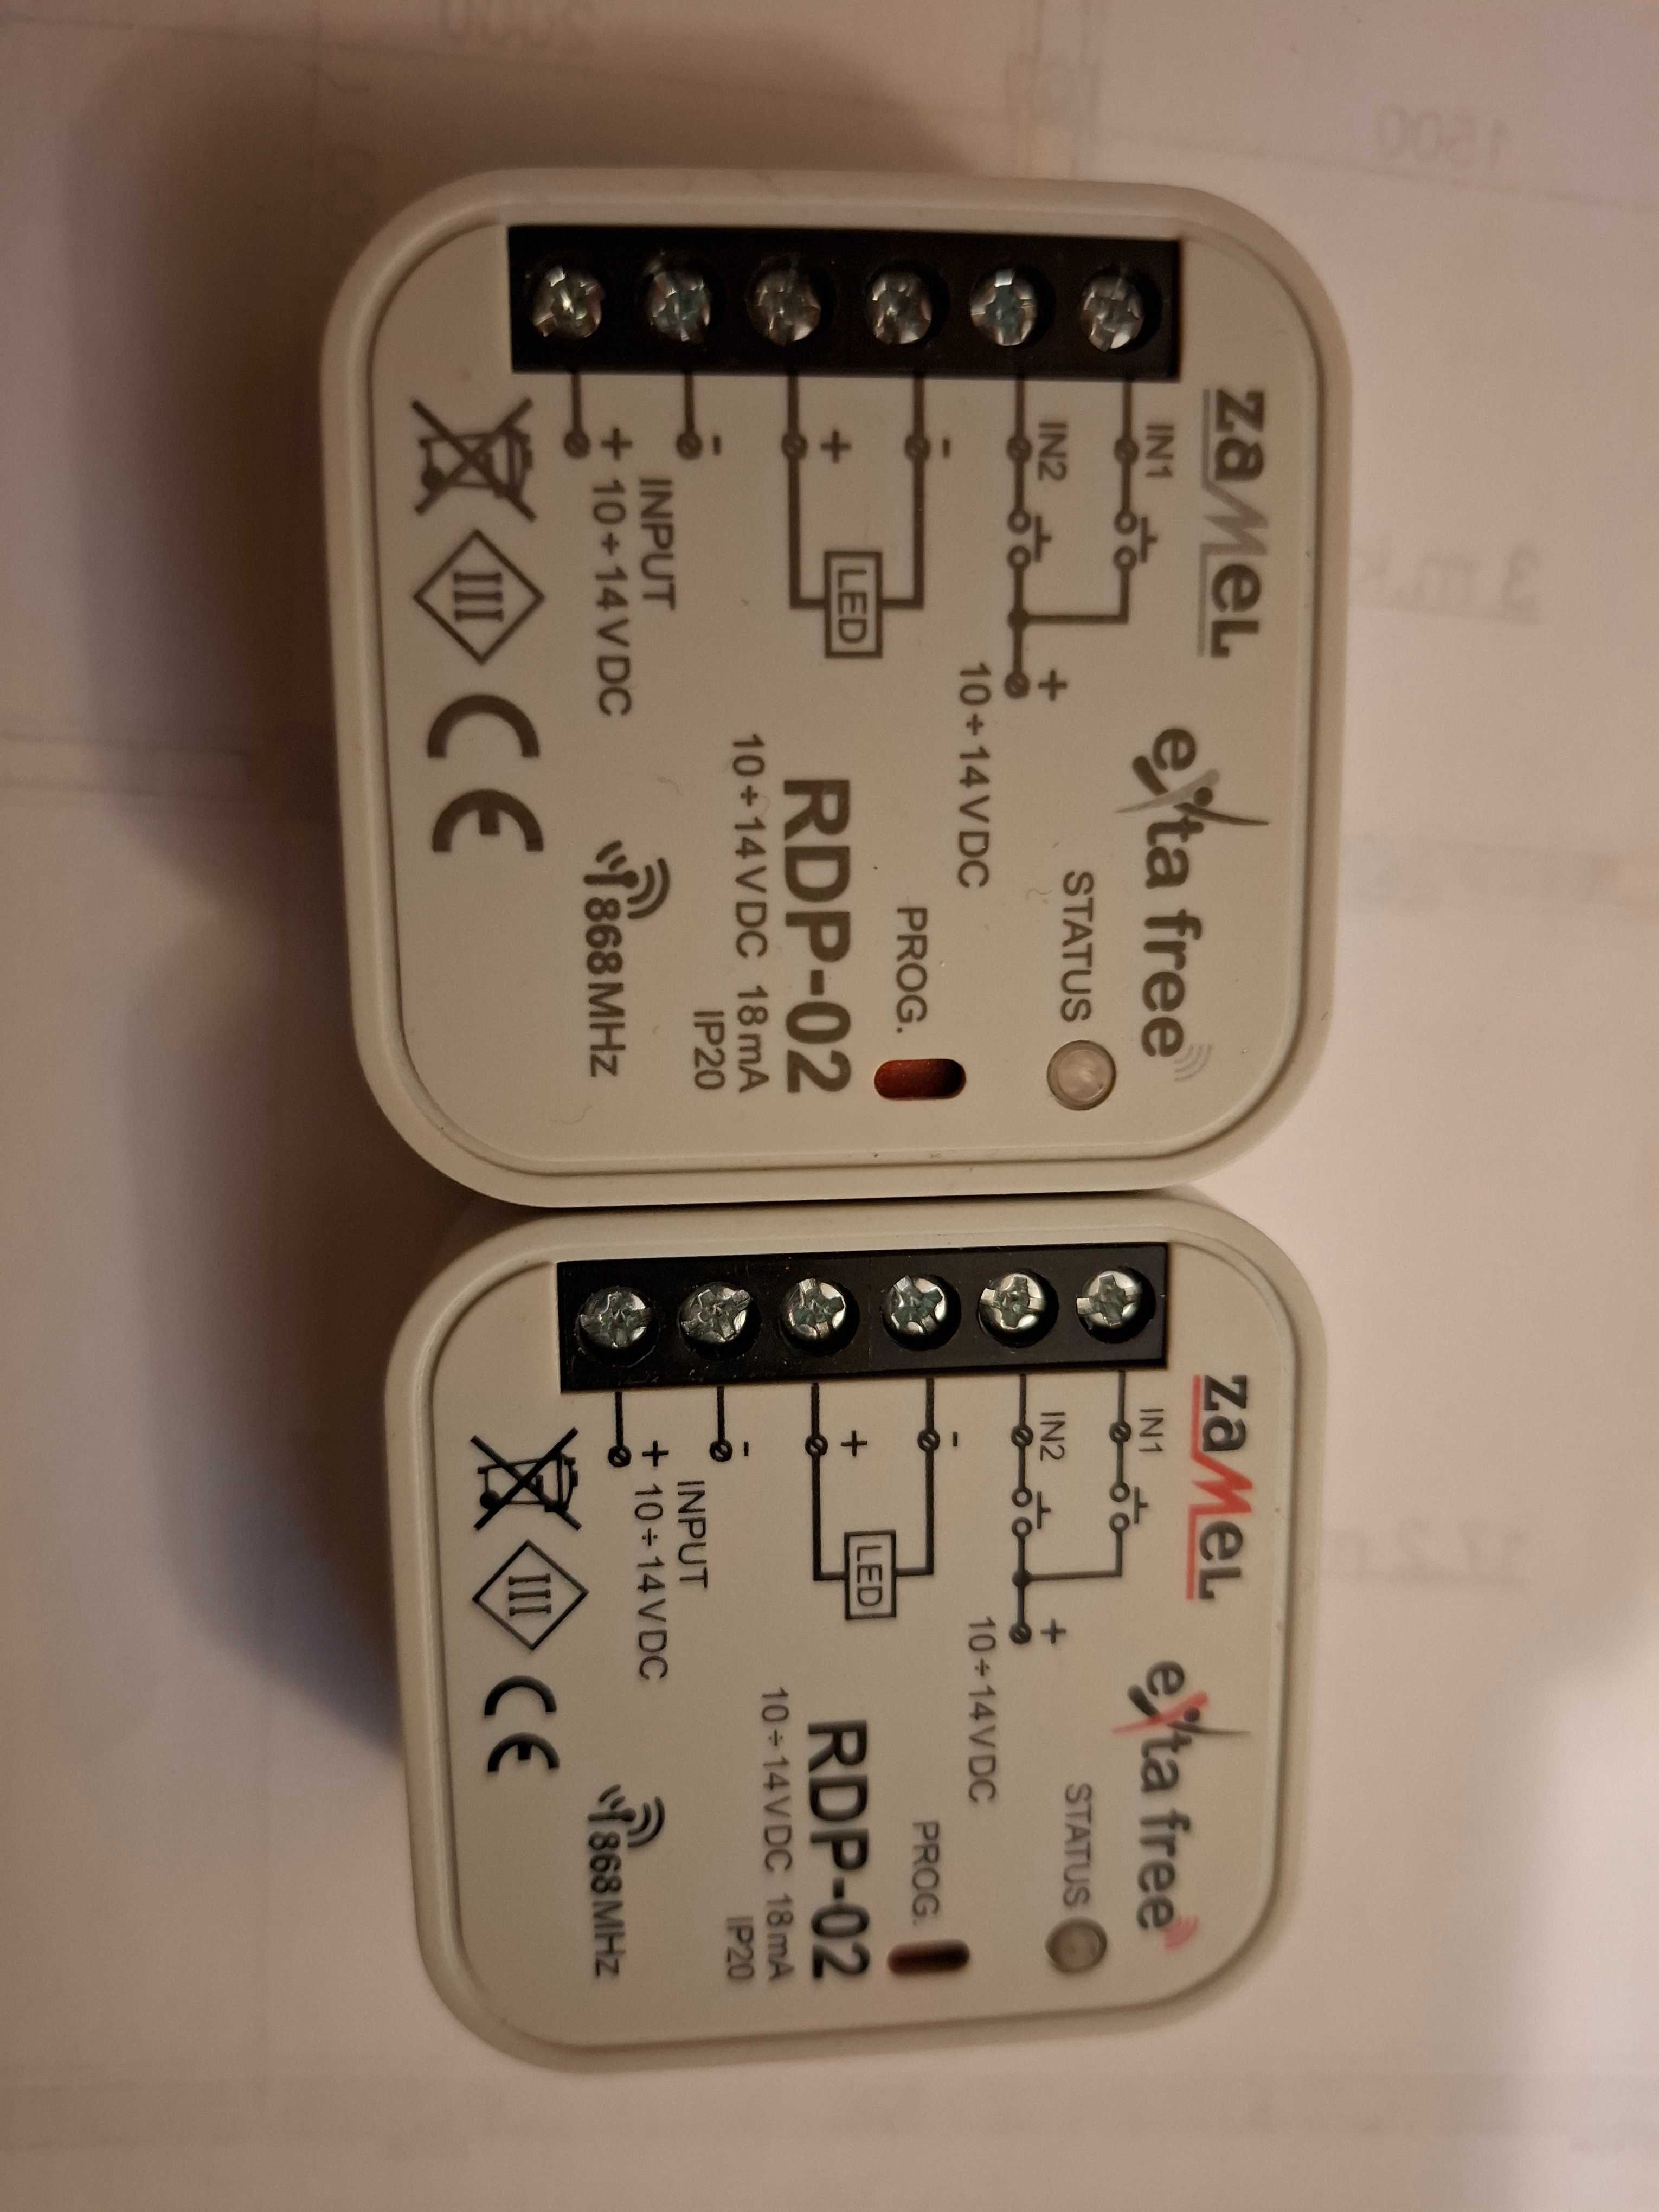 zamel
exta free
IN1
STATUS
IN2
+
10÷14VDC
-
PROG.
LED
+
RDP-02
10÷14VDC 18mA
IP20
-
INPUT
+ 10÷14VDC
868MHz
III
CE
zamel
exta free
IN1
STATUS
IN2
+
10÷14VDC
-
PROG.
LED
+
RDP-02
10÷14VDC 18mA
IP20
-
INPUT
+ 10÷14VDC
868MHz
III
CE
2000
1500